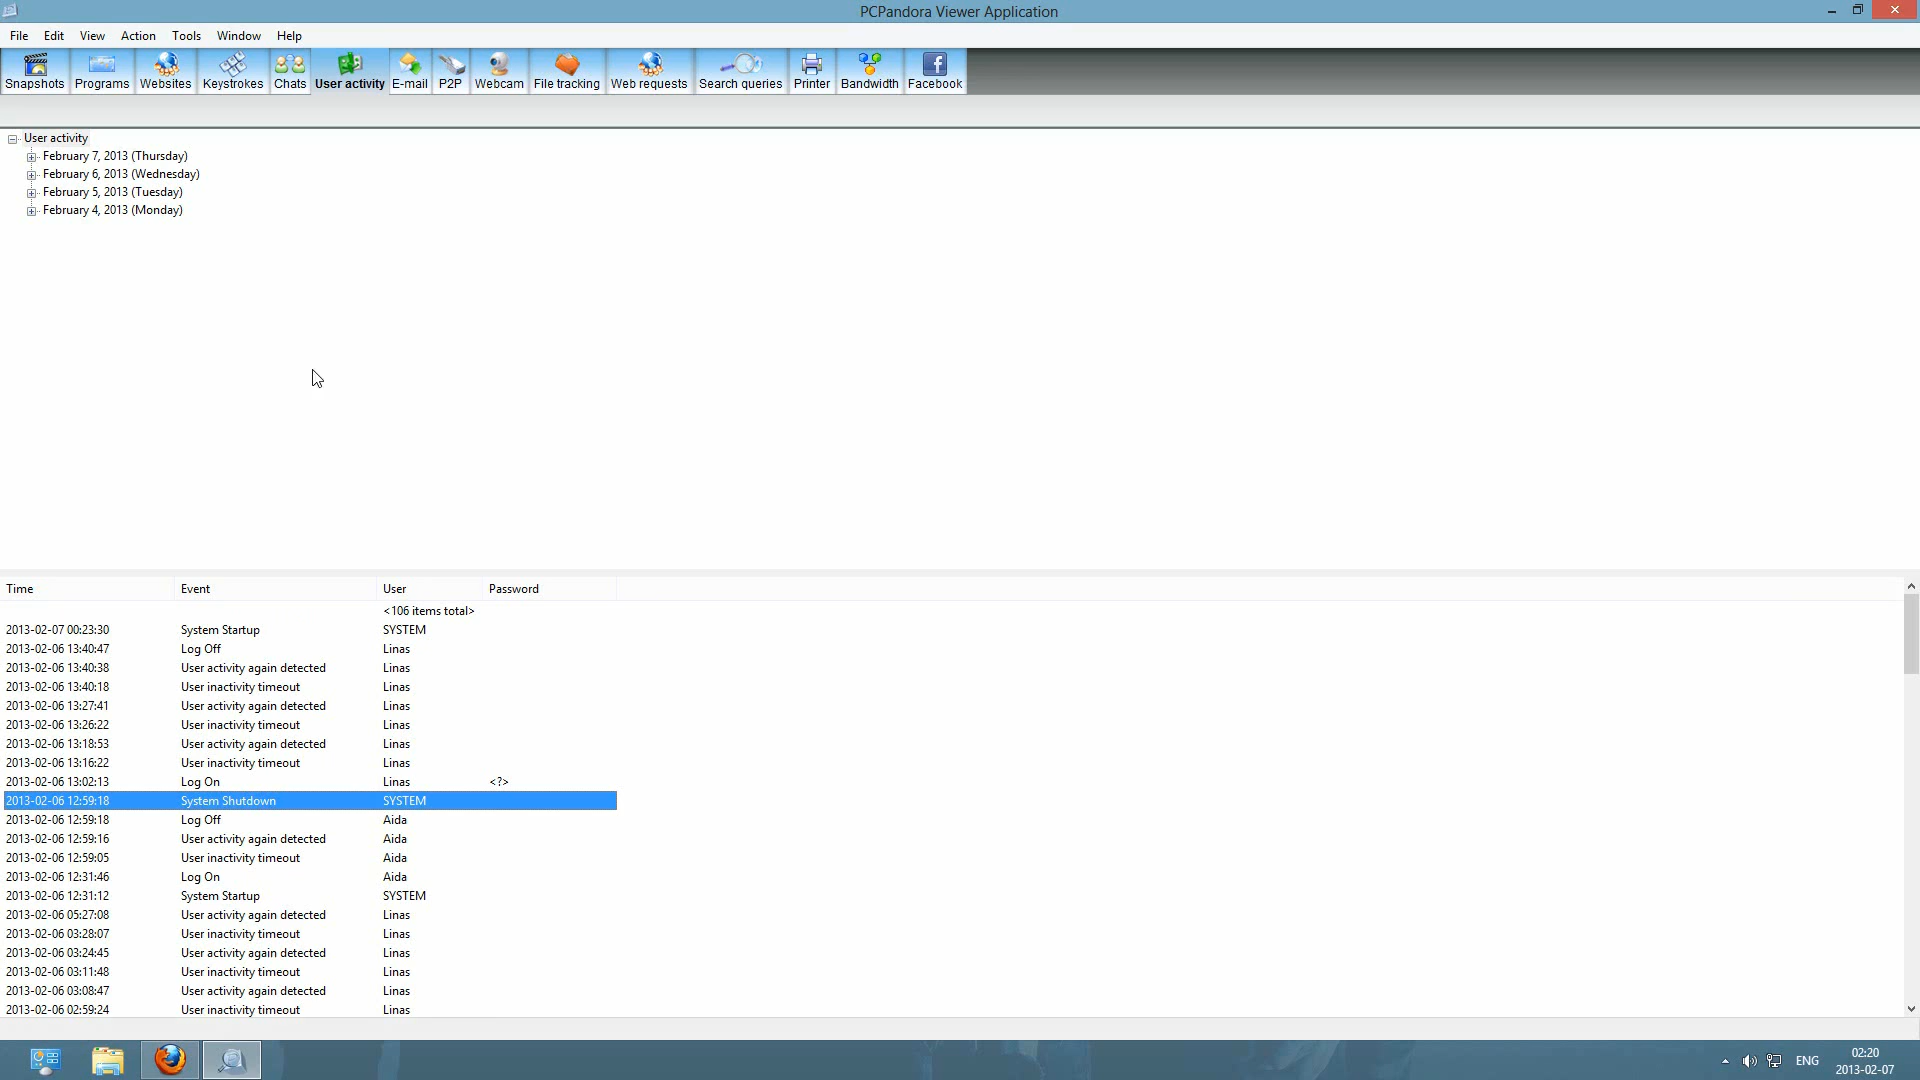 PCPandora Viewer Application
File Edit View Action Tools Window Help
Snapshots Programs Websites Keystrokes Chats User activity E-mail P2P Webcam File tracking Web requests Search queries Printer Bandwidth Facebook
User activity
February 7, 2013 (Thursday)
February 6, 2013 (Wednesday)
February 5, 2013 (Tuesday)
February 4, 2013 (Monday)
Time Event User Password
<106 items total>
2013-02-07 00:23:30 System Startup SYSTEM
2013-02-06 13:40:47 Log Off Linas
2013-02-06 13:40:38 User activity again detected Linas
2013-02-06 13:40:18 User inactivity timeout Linas
2013-02-06 13:27:41 User activity again detected Linas
2013-02-06 13:26:22 User inactivity timeout Linas
2013-02-06 13:18:53 User activity again detected Linas
2013-02-06 13:16:22 User inactivity timeout Linas
2013-02-06 13:02:13 Log On Linas <?>
2013-02-06 12:59:18 System Shutdown SYSTEM
2013-02-06 12:59:18 Log Off Aida
2013-02-06 12:59:16 User activity again detected Aida
2013-02-06 12:59:05 User inactivity timeout Aida
2013-02-06 12:31:46 Log On Aida
2013-02-06 12:31:12 System Startup SYSTEM
2013-02-06 05:27:08 User activity again detected Linas
2013-02-06 03:28:07 User inactivity timeout Linas
2013-02-06 03:24:45 User activity again detected Linas
2013-02-06 03:11:48 User inactivity timeout Linas
2013-02-06 03:08:47 User activity again detected Linas
2013-02-06 02:59:24 User inactivity timeout Linas
ENG
02:20
2013-02-07